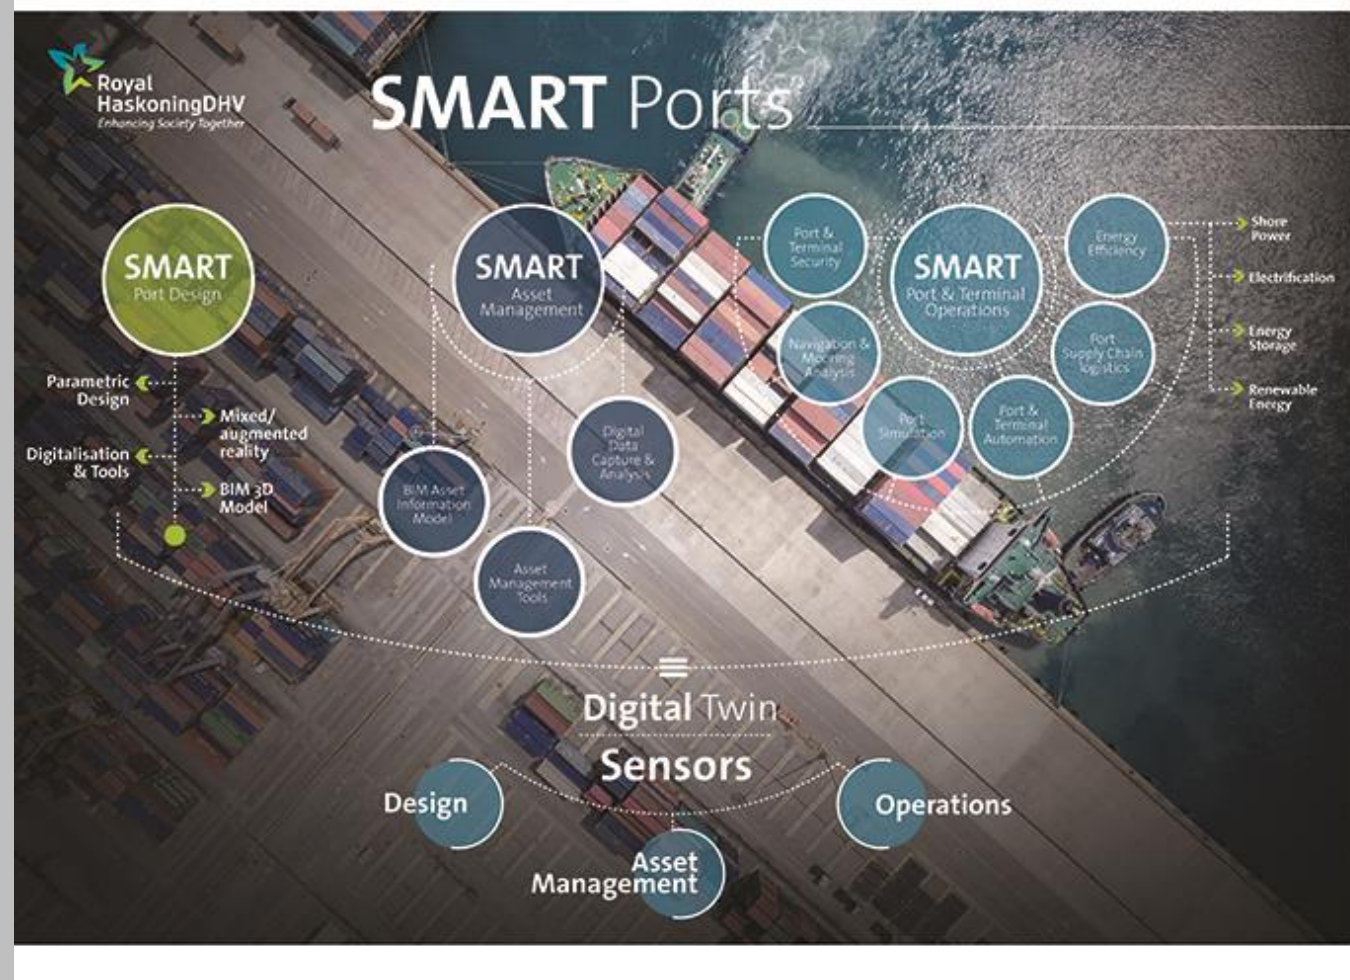 Royal
HaskoningDHV
Enhancing Society Together
SMART Ports
SMART
Port Design
Parametric
Design
Mixed/
augmented
reality
Digitalisation
& Tools
BIM 3D
Model
SMART
Asset
Management
BIM Asset
Information
Model
Asset
Management
Tools
Digital
Data
Capture &
Analysis
SMART
Port & Terminal
Operations
Port &
Terminal
Security
Navigation &
Mooring
Analysis
Port
Simulation
Port &
Terminal
Automation
Port
Supply Chain
logistics
Energy
Efficiency
Shore
Power
Electrification
Energy
Storage
Renewable
Energy
Digital Twin
Sensors
Design
Asset
Management
Operations